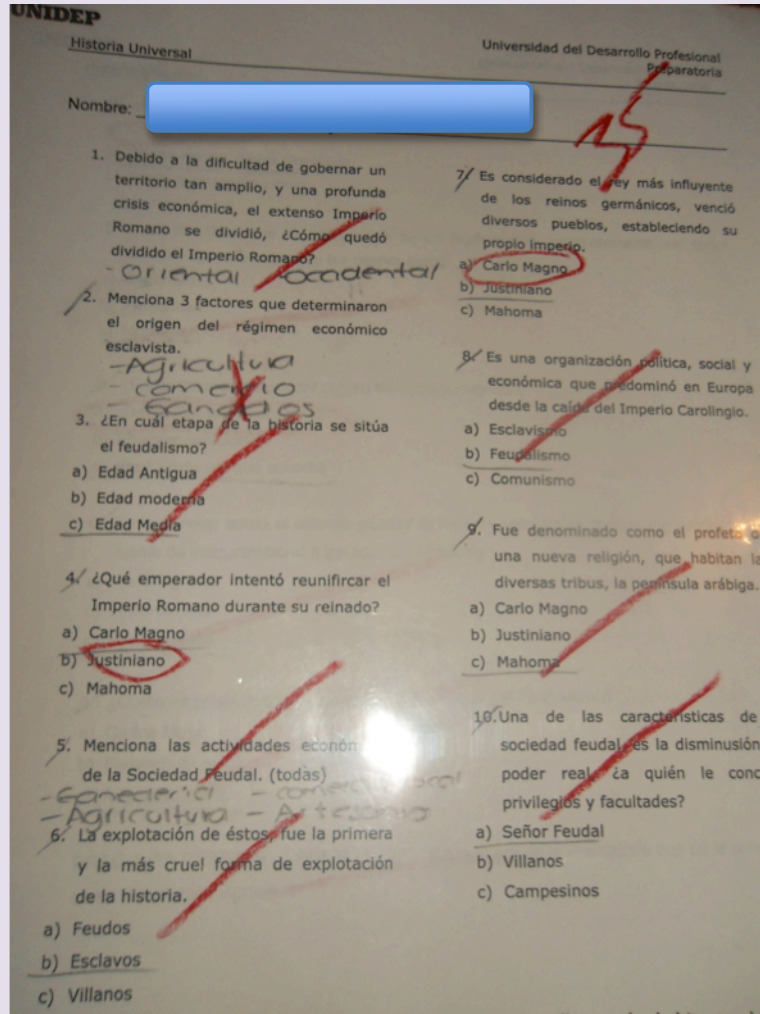 UNIDEP
Historia Universal
Universidad del Desarrollo Profesional
Preparatoria
Nombre:
1. Debido a la dificultad de gobernar un
territorio tan amplio, y una profunda
crisis económica, el extenso Imperio
Romano se dividió, ¿Cómo quedó
dividido el Imperio Romano?
- Oriental occidental
2. Menciona 3 factores que determinaron
el origen del régimen económico
esclavista.
- Agricultura
- comercio
- Ganados
3. ¿En cuál etapa de la historia se sitúa
el feudalismo?
a) Edad Antigua
b) Edad moderna
c) Edad Media
4. ¿Qué emperador intentó reunifircar el
Imperio Romano durante su reinado?
a) Carlo Magno
b) Justiniano
c) Mahoma
5. Menciona las actividades
de la Sociedad Feudal. (todas)
- Ganederia - comercio local
- Agricultura - Artesania
6. La explotación de éstos, fue la primera
y la más cruel forma de explotación
de la historia.
a) Feudos
b) Esclavos
c) Villanos
7. Es considerado el rey más influyente
de los reinos germánicos, venció
diversos pueblos, estableciendo su
propio imperio.
a) Carlo Magno
b) Justiniano
c) Mahoma
8. Es una organización política, social y
económica que predominó en Europa
desde la caída del Imperio Carolingio.
a) Esclavismo
b) Feudalismo
c) Comunismo
9. Fue denominado como el profeta
una nueva religión, que habitan
diversas tribus, la península arábiga.
a) Carlo Magno
b) Justiniano
c) Mahoma
10. Una de las características de
sociedad feudal, es la disminusión
poder real, ¿a quién le
privilegios y facultades?
a) Señor Feudal
b) Villanos
c) Campesinos